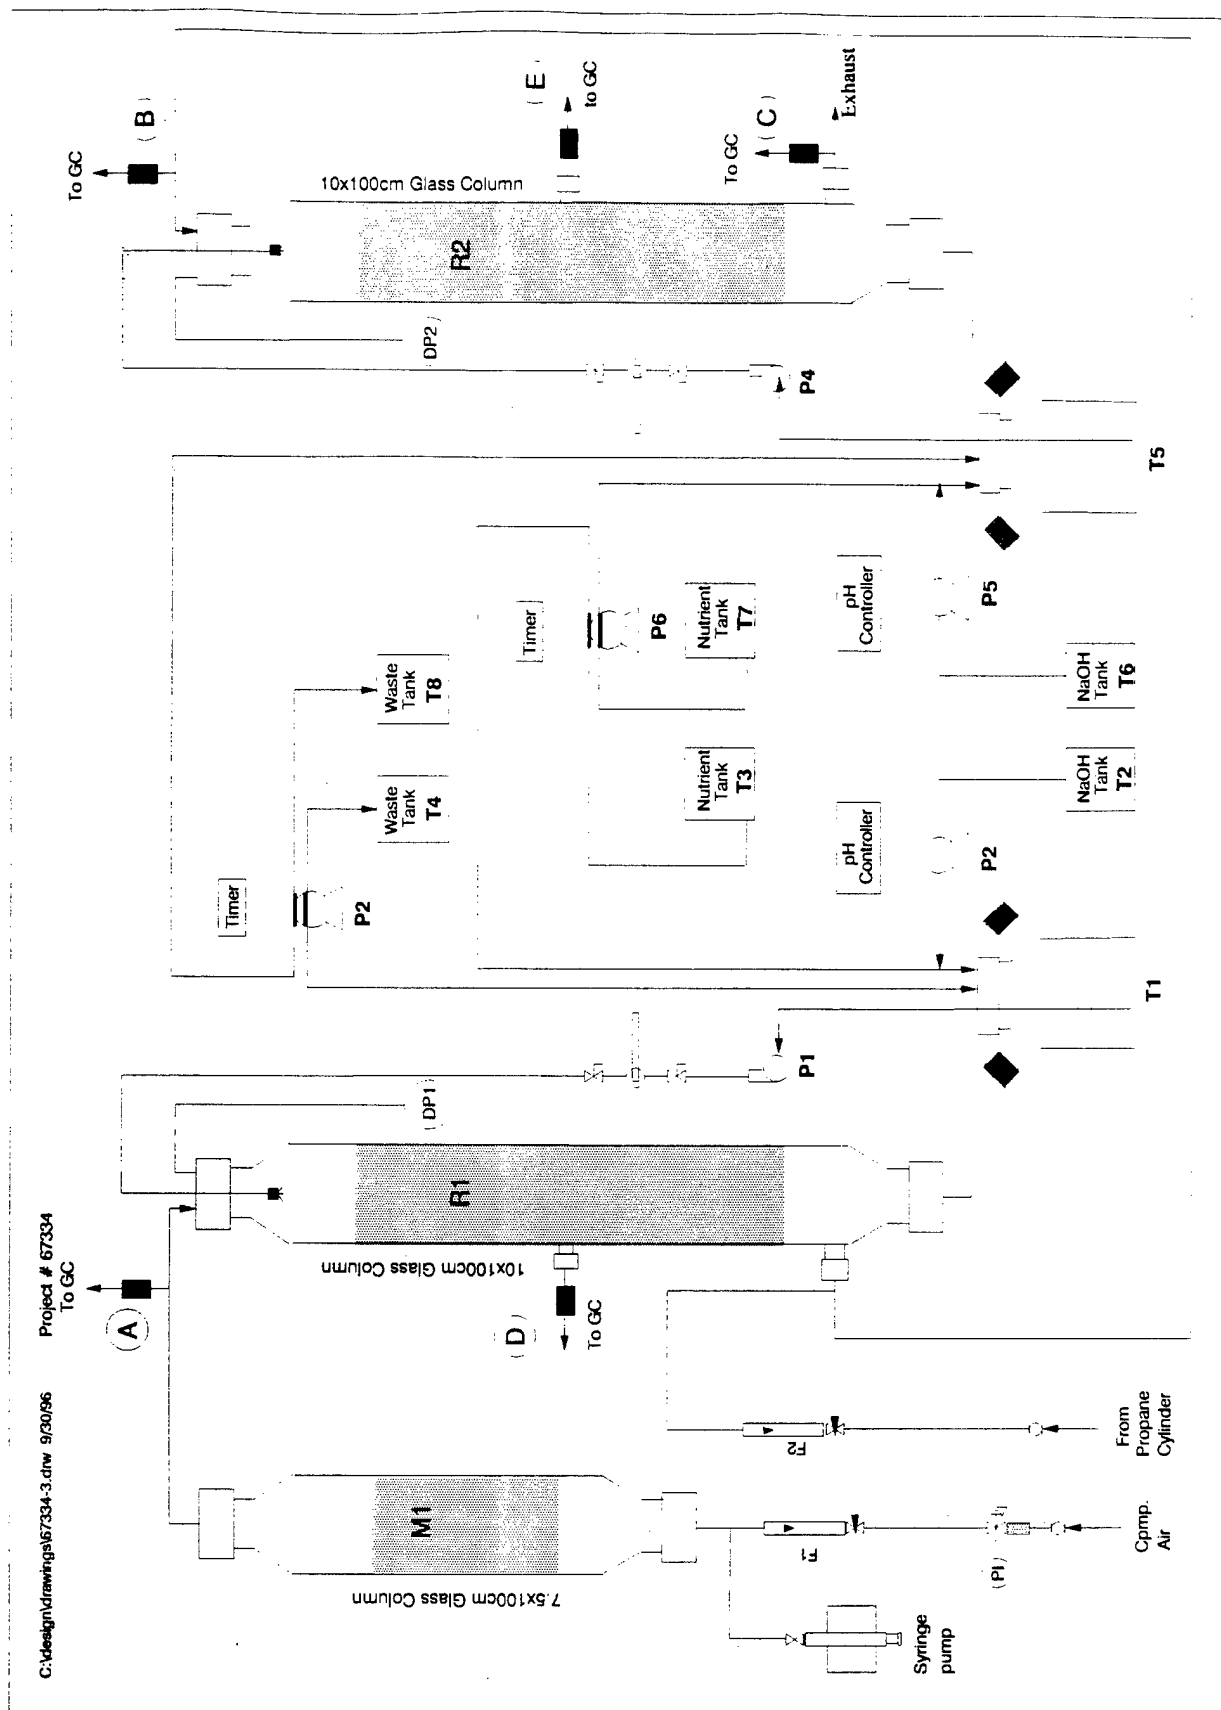 C:\design\drawings\67334-3.drw 9/30/96
Project # 67334
To GC
(A)
To GC
(B)
(E)
to GC
To GC
(C)
Exhaust
10x100cm Glass Column
R2
DP2
P4
T5
Timer
P2
Waste
Tank
T4
Waste
Tank
T8
Timer
P6
Nutrient
Tank
T3
Nutrient
Tank
T7
pH
Controller
P2
pH
Controller
P5
NaOH
Tank
T2
NaOH
Tank
T6
T1
P1
DP1
R1
10x100cm Glass Column
(D)
To GC
M1
7.5x100cm Glass Column
F2
From
Propane
Cylinder
F1
(PI)
Cpmp.
Air
Syringe
pump